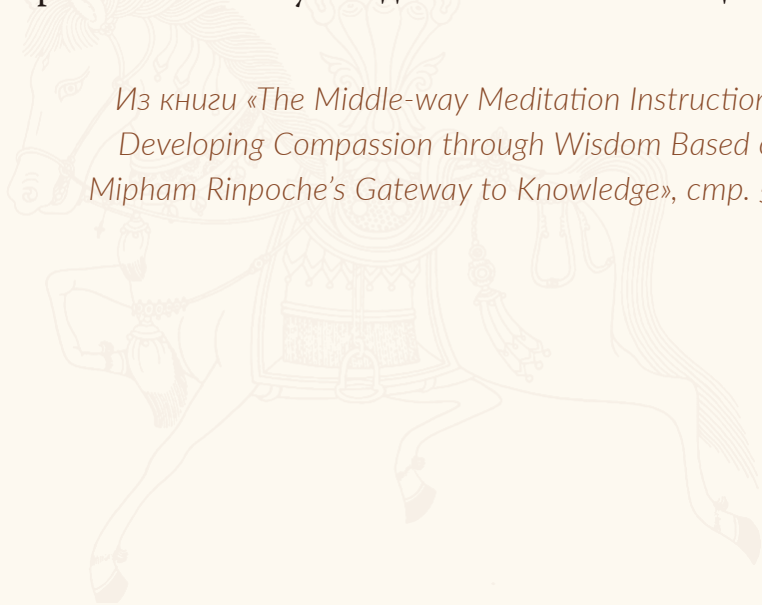 Из книги «The Middle-way Meditation Instruction
Developing Compassion through Wisdom Based
Mipham Rinpoche’s Gateway to Knowledge», стр.